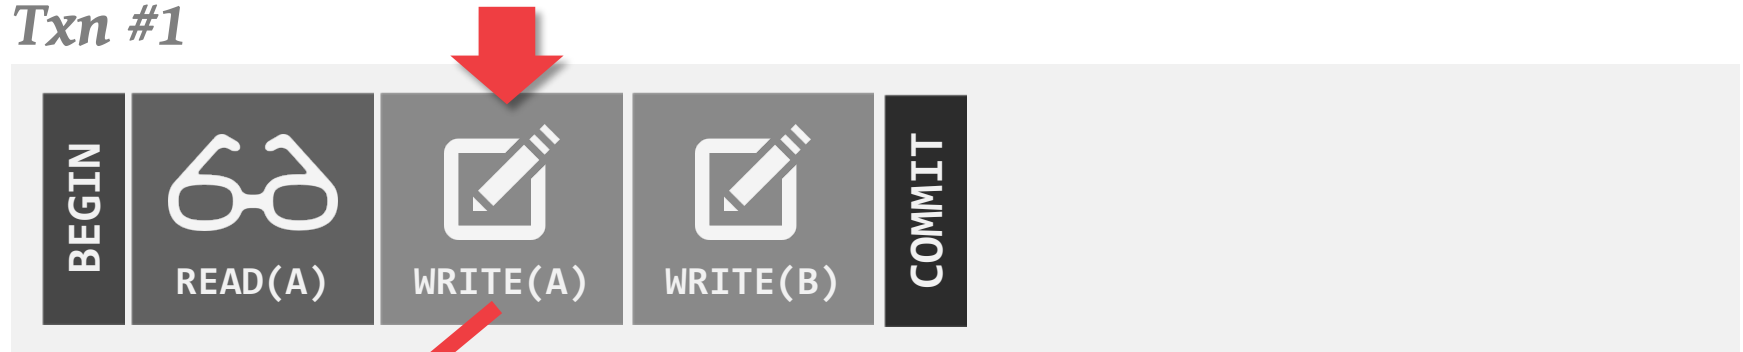 Txn #1
BEGIN
READ(A)
WRITE(A)
WRITE(B)
COMMIT